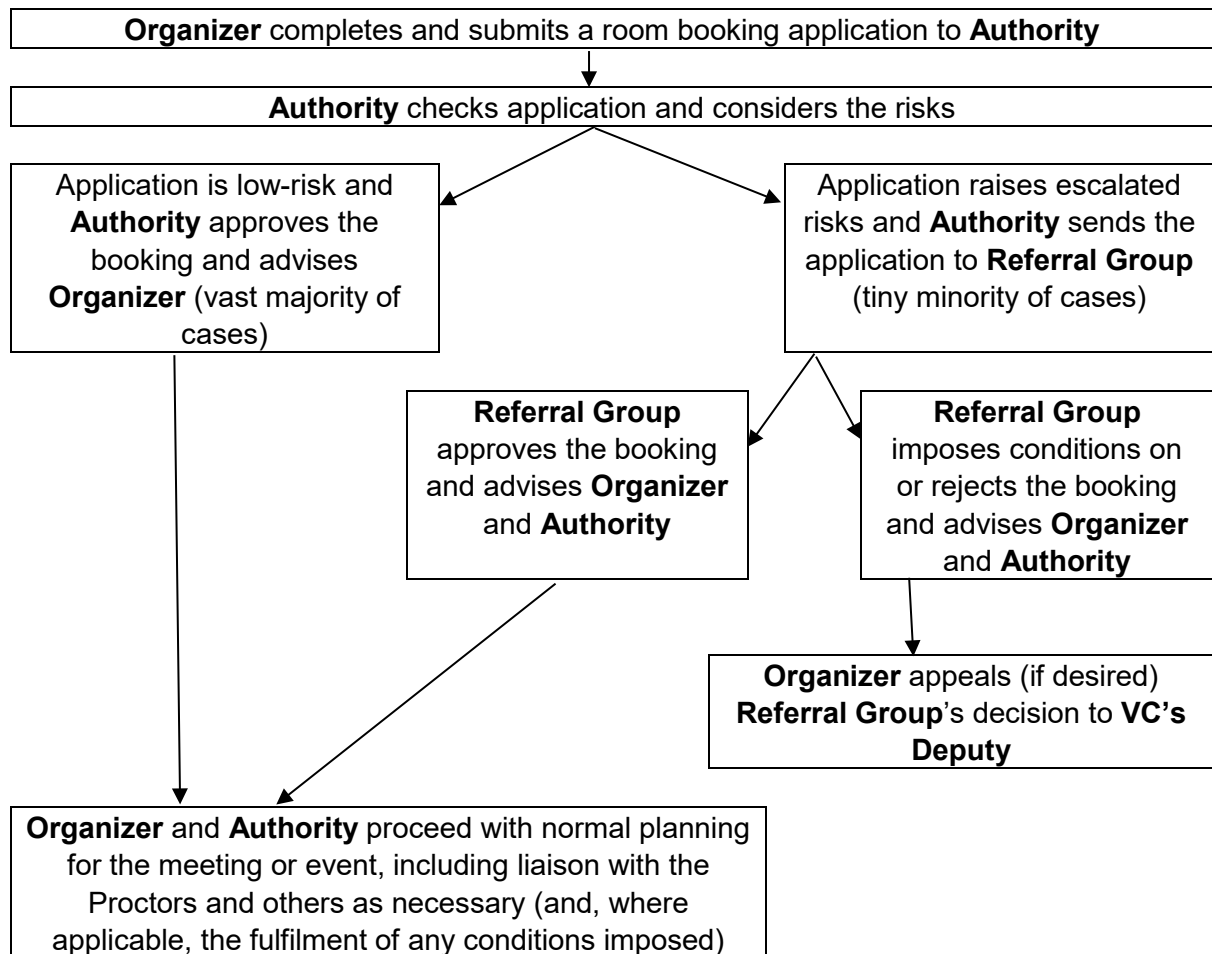 Organizer completes and submits a room booking application to Authority
Authority checks application and considers the risks
Application is low-risk and
Authority approves the
booking and advises
Organizer (vast majority of
cases)
Application raises escalated
risks and Authority sends the
application to Referral Group
(tiny minority of cases)
Referral Group
approves the booking
and advises Organizer
and Authority
Referral Group
imposes conditions on
or rejects the booking
and advises Organizer
and Authority
Organizer appeals (if desired)
Referral Group's decision to VC's
Deputy
Organizer and Authority proceed with normal planning
for the meeting or event, including liaison with the
Proctors and others as necessary (and, where
applicable, the fulfilment of any conditions imposed)